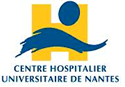 CENTRE HOSPITALIER
UNIVERSITAIRE DE NANTES